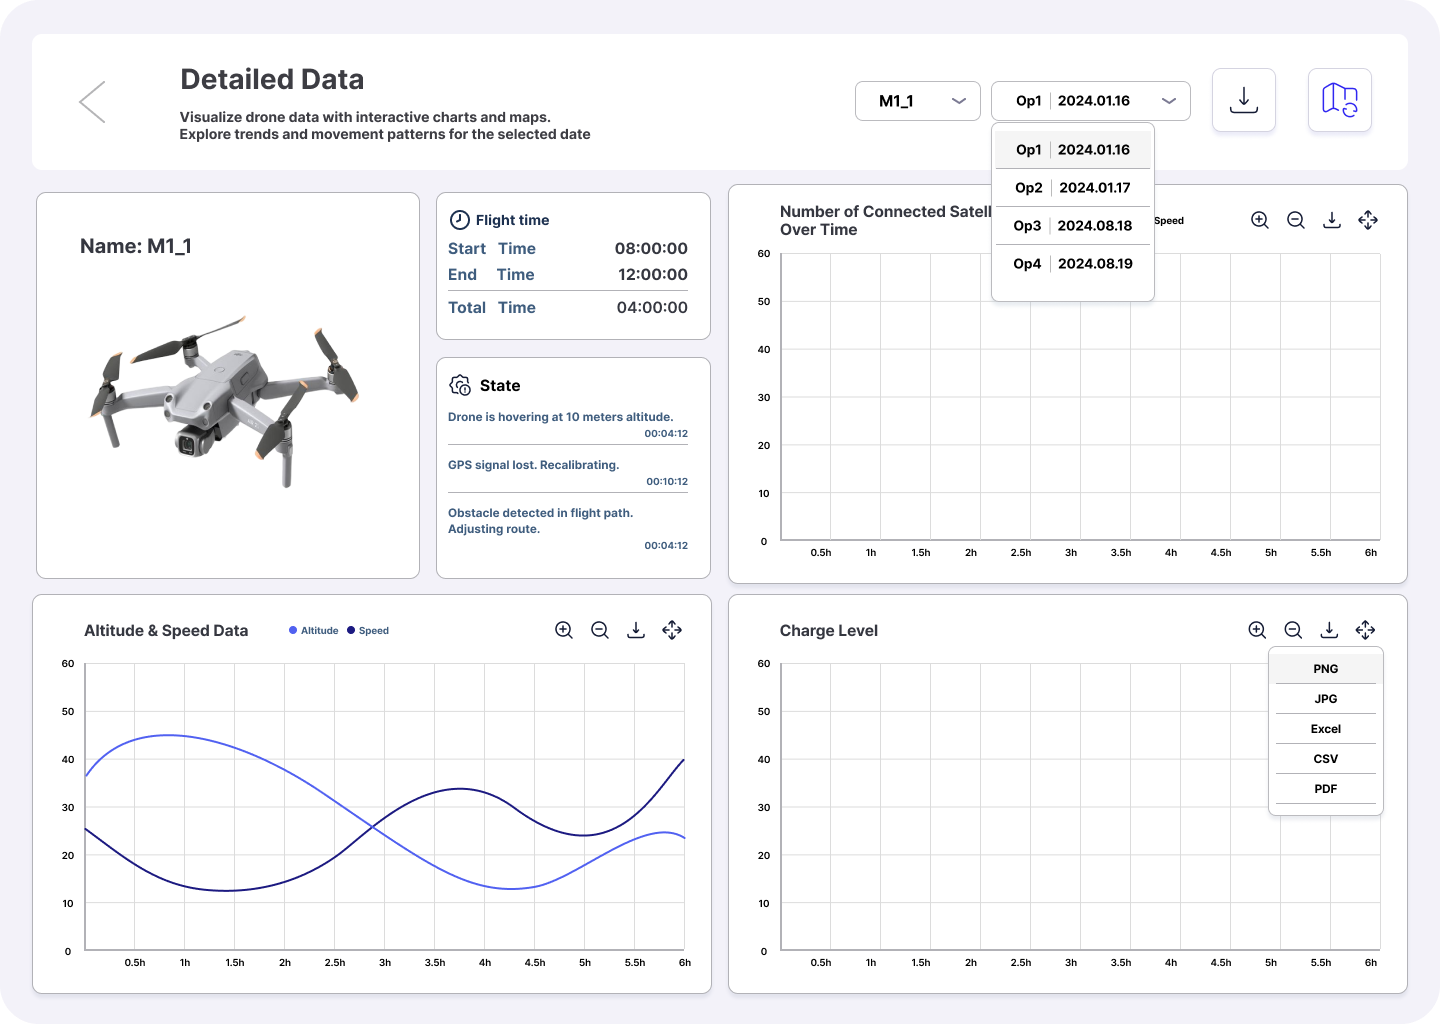 Detailed Data
Visualize drone data with interactive charts and maps.
Explore trends and movement patterns for the selected date
M1_1
Op1 2024.01.16
Op1 2024.01.16
Op2 2024.01.17
Op3 2024.08.18
Op4 2024.08.19
Name: M1_1
Flight time
Start Time 08:00:00
End Time 12:00:00
Total Time 04:00:00
State
Drone is hovering at 10 meters altitude.
00:04:12
GPS signal lost. Recalibrating.
00:10:12
Obstacle detected in flight path.
Adjusting route.
00:04:12
Number of Connected Satell
Over Time
Speed
60
50
40
30
20
10
0
0.5h 1h 1.5h 2h 2.5h 3h 3.5h 4h 4.5h 5h 5.5h 6h
Altitude & Speed Data
Altitude Speed
60
50
40
30
20
10
0
0.5h 1h 1.5h 2h 2.5h 3h 3.5h 4h 4.5h 5h 5.5h 6h
Charge Level
PNG
JPG
Excel
CSV
PDF
60
50
40
30
20
10
0
0.5h 1h 1.5h 2h 2.5h 3h 3.5h 4h 4.5h 5h 5.5h 6h